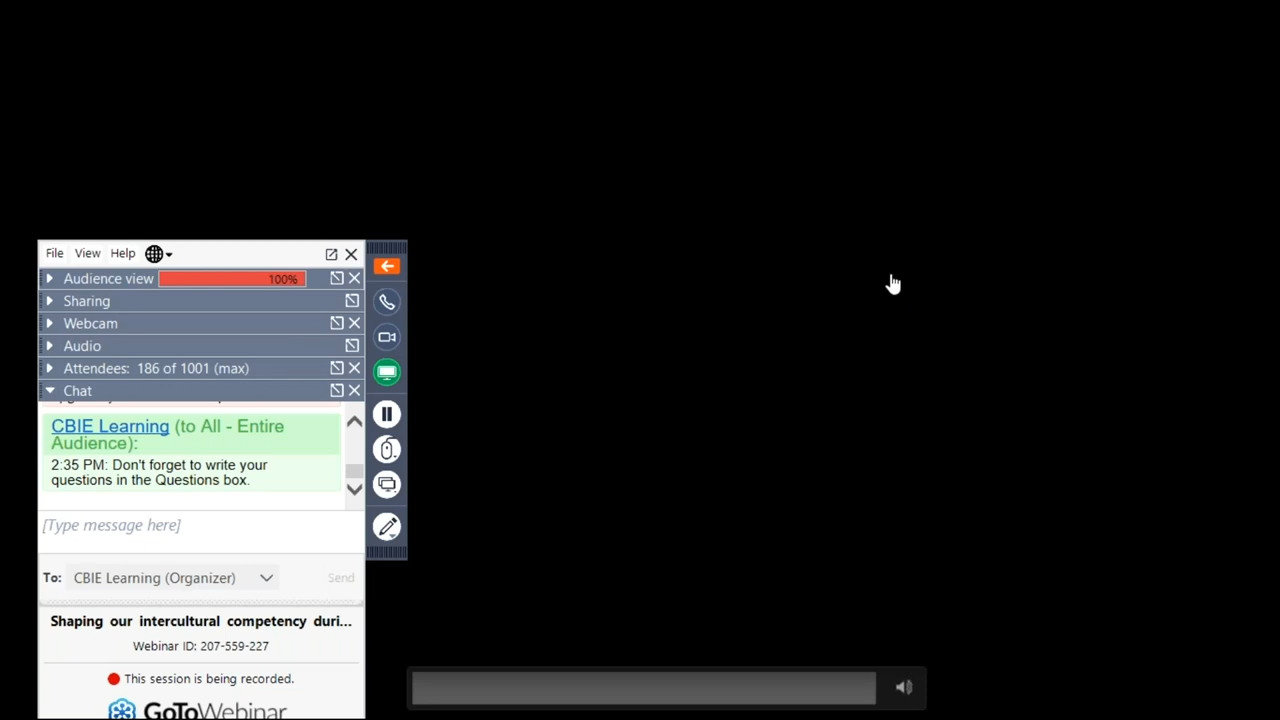 File View Help
Audience view 100%
Sharing
Webcam
Audio
Attendees: 186 of 1001 (max)
Chat
CBIE Learning (to All - Entire
Audience):
2:35 PM: Don't forget to write your
questions in the Questions box.
[Type message here]
To: CBIE Learning (Organizer) Send
Shaping our intercultural competency duri...
Webinar ID: 207-559-227
This session is being recorded.
GoToWebinar